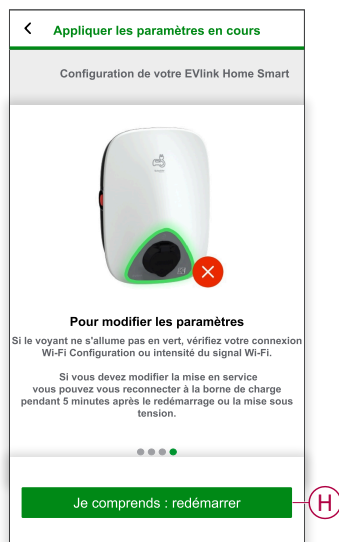 Appliquer les paramètres en cours
Configuration de votre EVlink Home Smart
Pour modifier les paramètres
Si le voyant ne s'allume pas en vert, vérifiez votre connexion
Wi-Fi Configuration ou intensité du signal Wi-Fi.
Si vous devez modifier la mise en service
vous pouvez vous reconnecter à la borne de charge
pendant 5 minutes après le redémarrage ou la mise sous
tension.
Je comprends : redémarrer
H